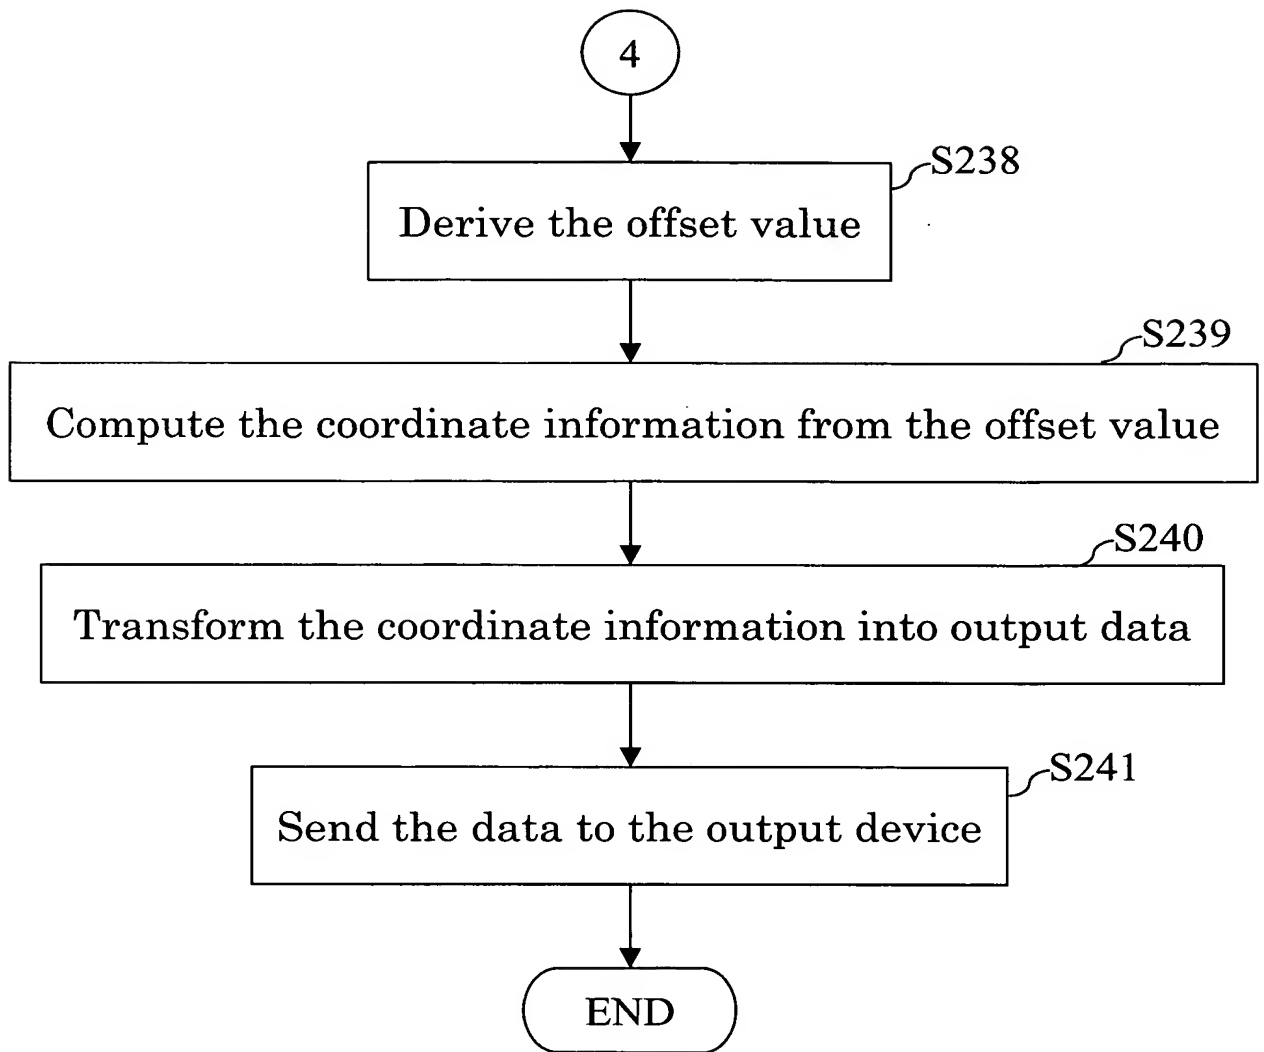 4
S238
Derive the offset value
S239
Compute the coordinate information from the offset value
S240
Transform the coordinate information into output data
S241
Send the data to the output device
END